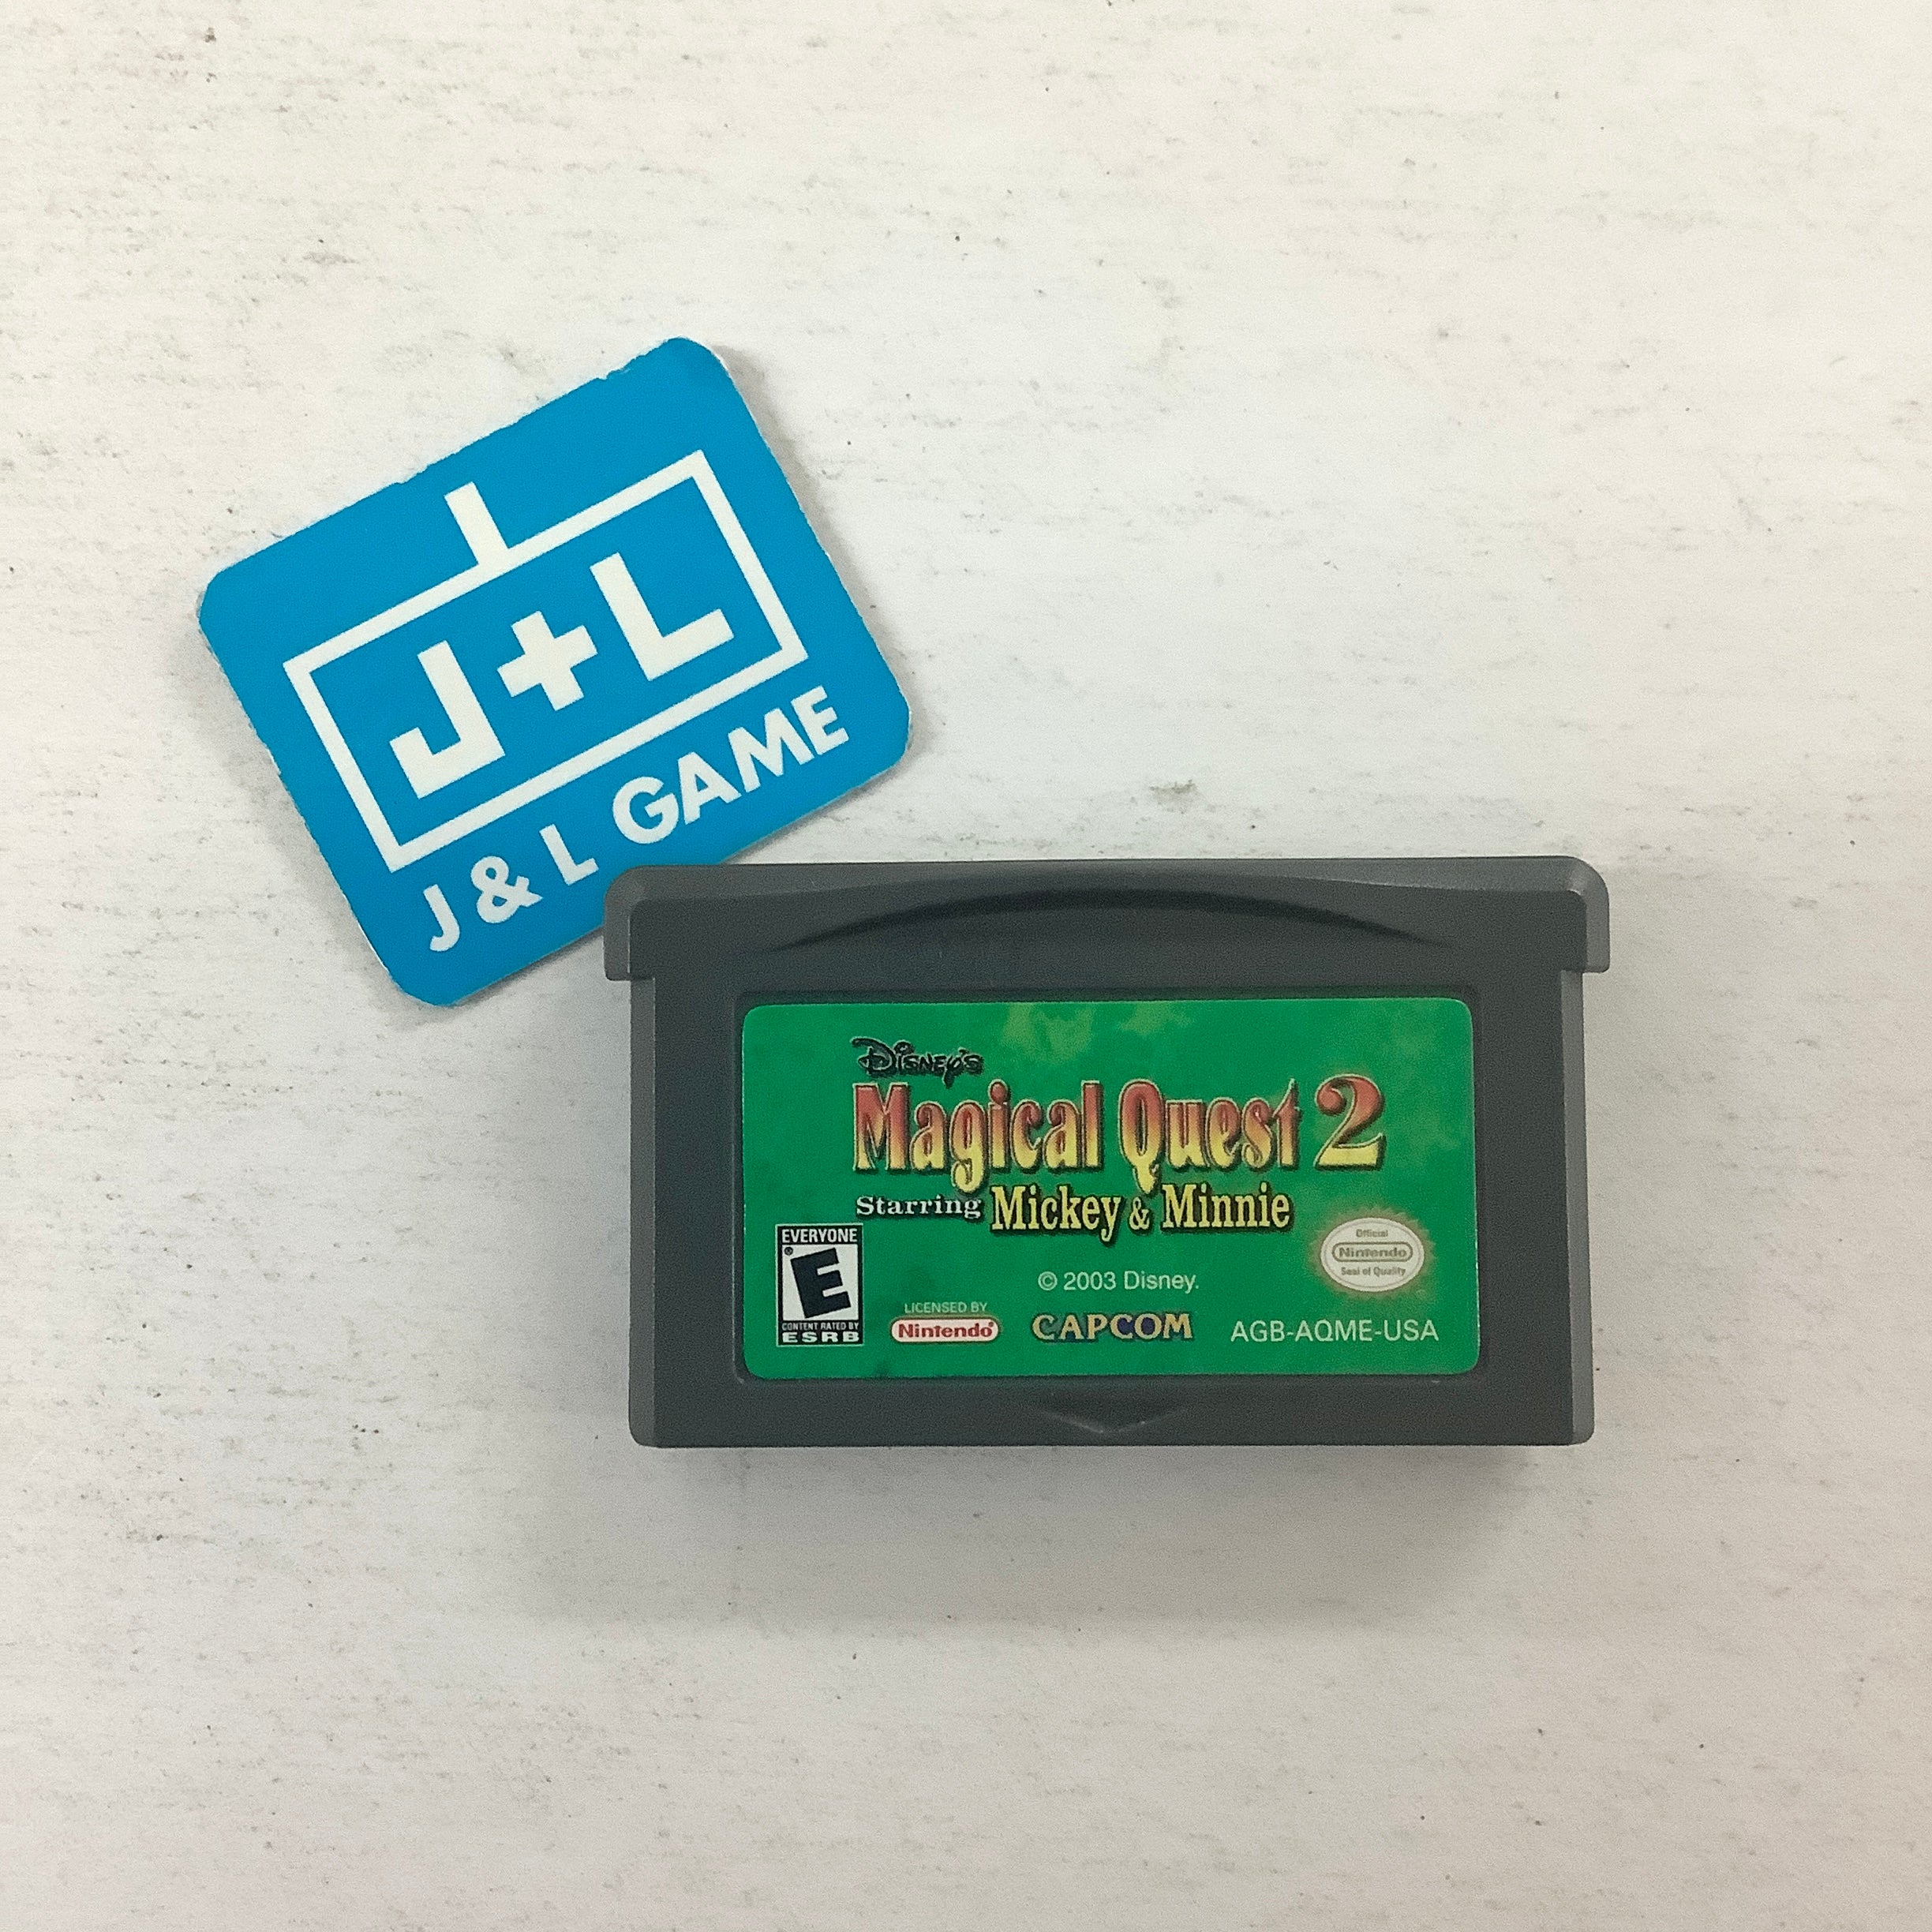 J+L
J & L GAME
Disney's
Magical Quest 2
Starring Mickey & Minnie
EVERYONE
E
CONTENT RATED BY
ESRB
© 2003 Disney.
LICENSED BY
Nintendo®
CAPCOM
Official
Nintendo
Seal of Quality
AGB-AQME-USA